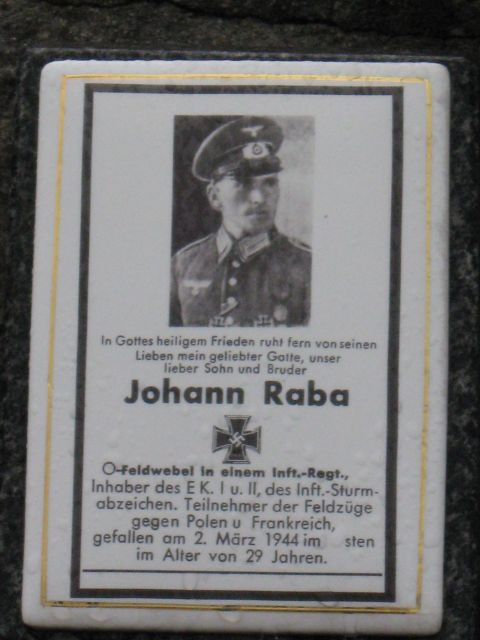 In Gottes heiligem Frieden ruht fern von seinen
Lieben mein geliebter Gatte, unser
lieber Sohn und Bruder
Johann Raba
O-Feldwebel in einem Inft.-Regt.,
Inhaber des E K. I u. II, des Inft.-Sturm-
abzeichen. Teilnehmer der Feldzüge
gegen Polen u Frankreich,
gefallen am 2. März 1944 im sten
im Alter von 29 Jahren.